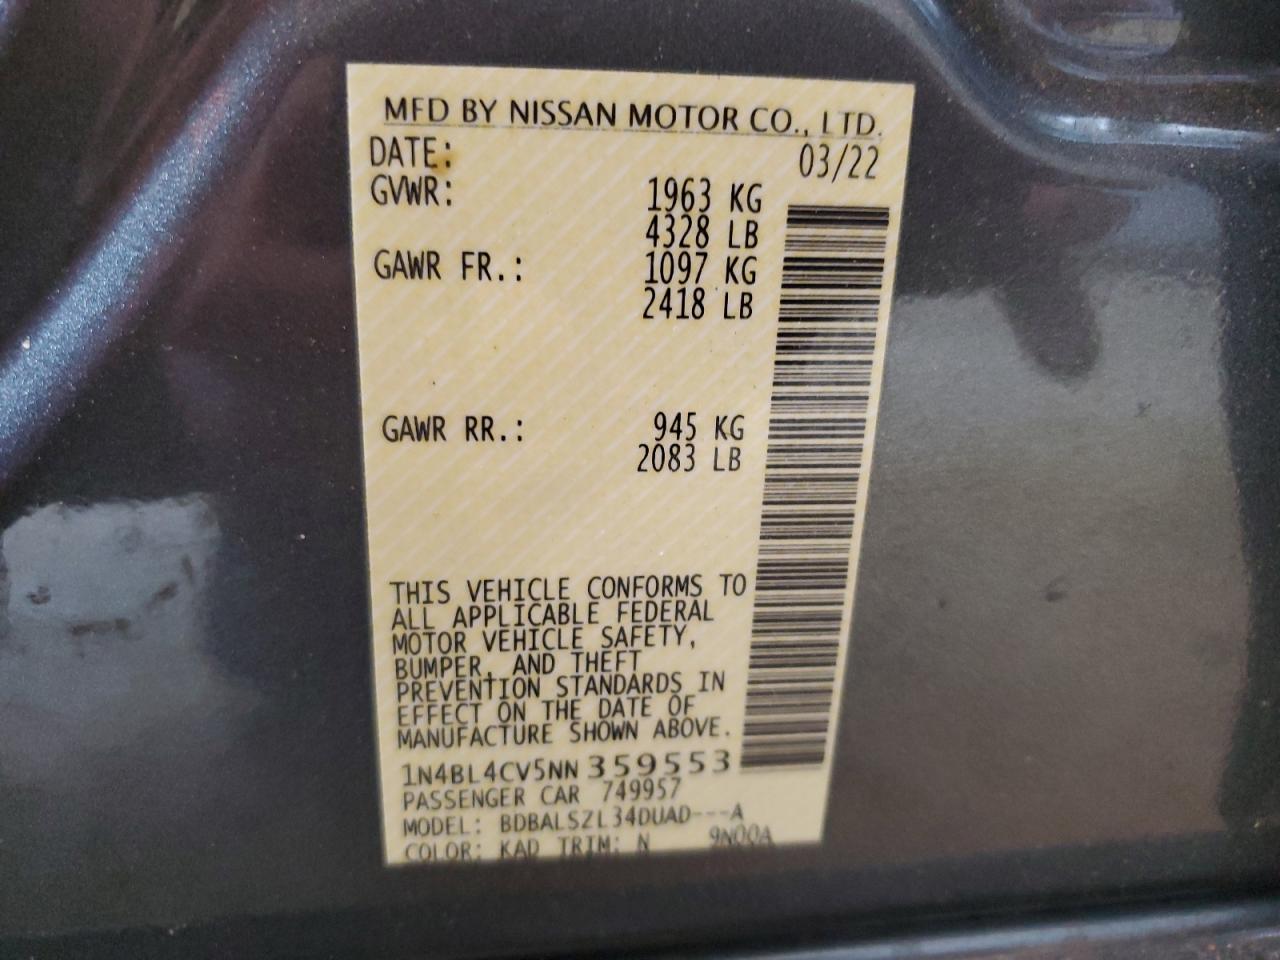 MFD BY NISSAN MOTOR CO., LTD.
DATE: 03/22
GVWR: 1963 KG
4328 LB
GAWR FR.: 1097 KG
2418 LB
GAWR RR.: 945 KG
2083 LB
THIS VEHICLE CONFORMS TO
ALL APPLICABLE FEDERAL
MOTOR VEHICLE SAFETY,
BUMPER, AND THEFT
PREVENTION STANDARDS IN
EFFECT ON THE DATE OF
MANUFACTURE SHOWN ABOVE.
1N4BL4CV5NN359553
PASSENGER CAR 749957
MODEL: BDBALSZL34DUAD---A
COLOR: KAD TRIM: N 9N00A